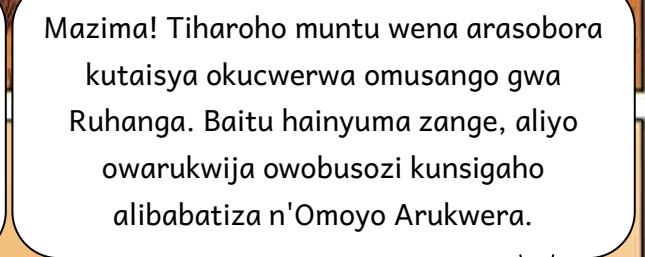 Mazima! Tiharoho muntu wena arasobora
kutaisya okucwerwa omusango gwa
Ruhanga. Baitu hainyuma zange, aliyo
owarukwija owobusozi kunsigaho
alibabatiza n'Omoyo Arukwera.